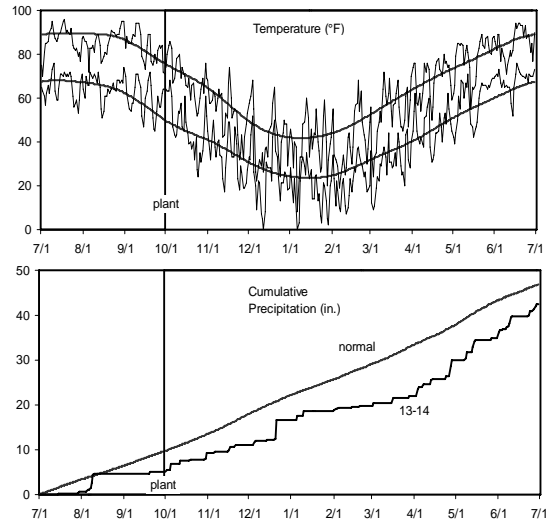 100
Temperature (°F)
80
60
40
20
plant
0
7/1 8/1 9/1 10/1 11/1 12/1 1/1 2/1 3/1 4/1 5/1 6/1 7/1
50
Cumulative
Precipitation (in.)
40
normal
30
20
13-14
10
plant
0
7/1 8/1 9/1 10/1 11/1 12/1 1/1 2/1 3/1 4/1 5/1 6/1 7/1